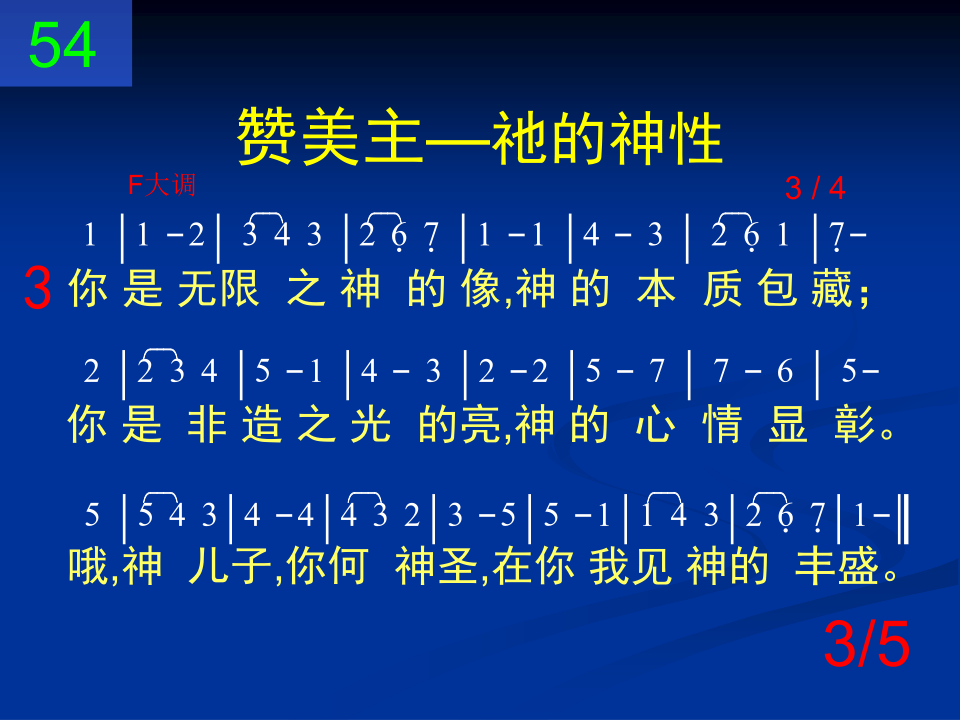 54
赞美主—祂的神性
F大调 3 / 4
1 | 1 - 2 | 3 4 3 | 2 6̣ 7̣ | 1 - 1 | 4 - 3 | 2 6̣ 1 | 7̣ -
3 你 是 无限 之 神 的 像,神 的 本 质 包 藏;
2 | 2 3 4 | 5 - 1 | 4 - 3 | 2 - 2 | 5 - 7 | 7 - 6 | 5 -
你 是 非 造 之 光 的亮,神 的 心 情 显 彰。
5 | 5 4 3 | 4 - 4 | 4 3 2 | 3 - 5 | 5 - 1 | 1 4 3 | 2 6̣ 7̣ | 1 - ‖
哦,神 儿子,你何 神圣,在你 我见 神的 丰盛。
3/5